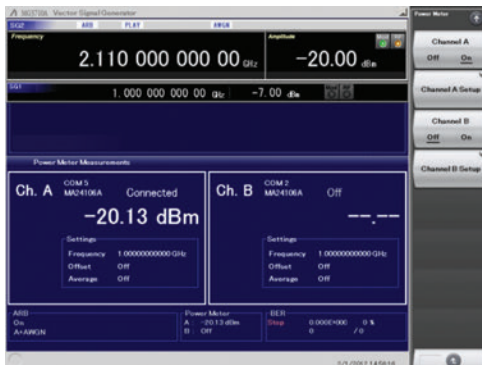 MG3710A Vector Signal Generator
SG2 ARB PLAY AWGN
Frequency
2.110 000 000 00 GHz
Amplitude
Mod RF
-20.00 dBm
SG1 1. 000 000 000 00 GHz -7. 00 dBm
Power Meter Measurements
Ch. A
COM 5
MA24106A Connected
-20.13 dBm
Settings
Frequency 1.00000000000 GHz
Offset Off
Average Off
Ch. B
COM 2
MA24106A Off
---.--
Settings
Frequency 1.00000000000 GHz
Offset Off
Average Off
ARB
On
A+AWGN
Power Meter
A : -20.13 dBm
B : Off
BER
Stop 0.000E+000 0 %
0 / 0
Power Meter
Channel A
Off On
Channel A Setup
Channel B
Off On
Channel B Setup